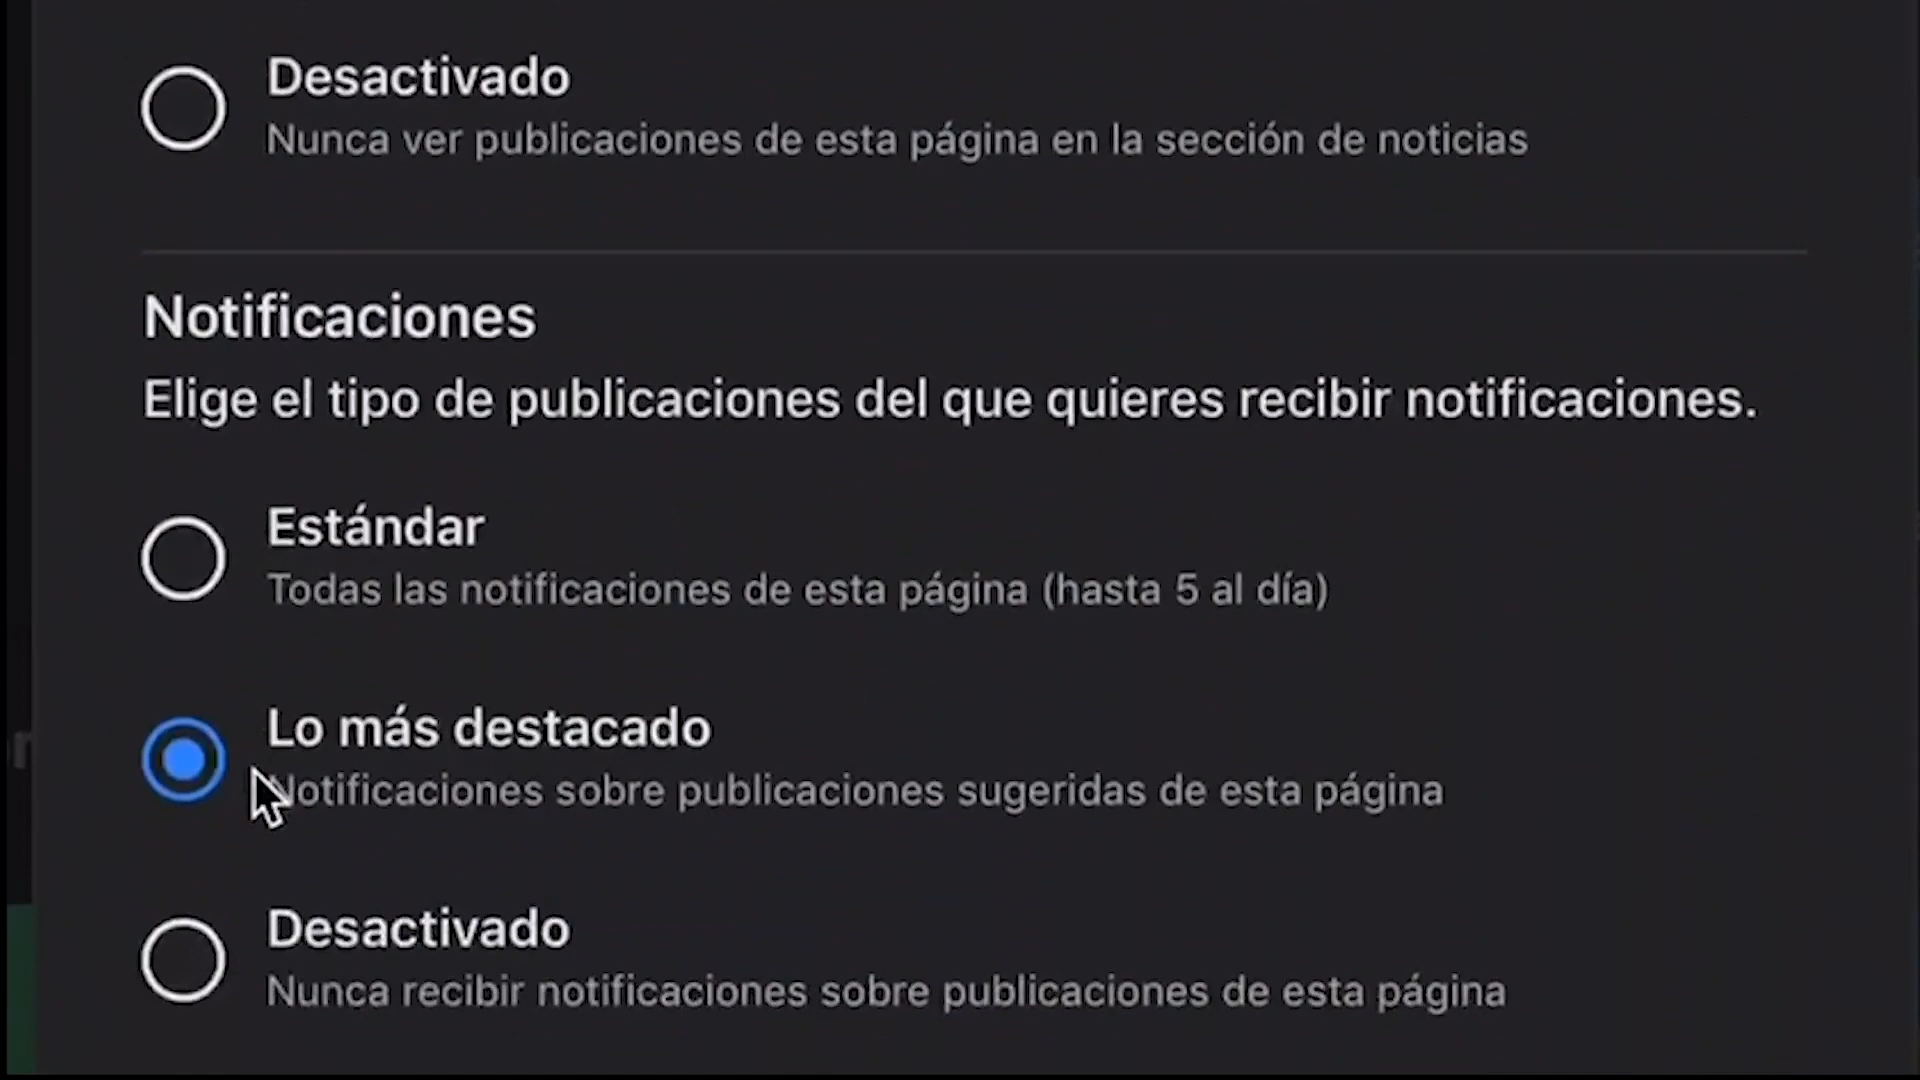 Desactivado
Nunca ver publicaciones de esta página en la sección de noticias
Notificaciones
Elige el tipo de publicaciones del que quieres recibir notificaciones.
Estándar
Todas las notificaciones de esta página (hasta 5 al día)
Lo más destacado
Notificaciones sobre publicaciones sugeridas de esta página
Desactivado
Nunca recibir notificaciones sobre publicaciones de esta página